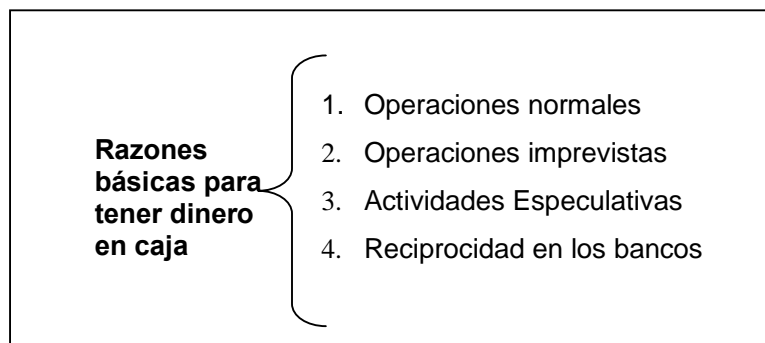 Razones
básicas para
tener dinero
en caja
1. Operaciones normales
2. Operaciones imprevistas
3. Actividades Especulativas
4. Reciprocidad en los bancos